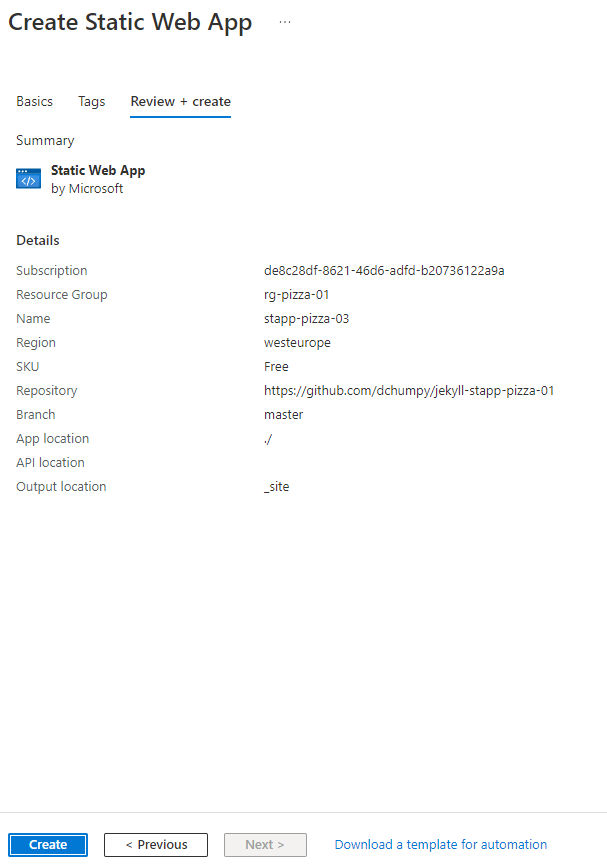 Create Static Web App ...
Basics Tags Review + create
Summary
Static Web App
by Microsoft
Details
Subscription de8c28df-8621-46d6-adfd-b20736122a9a
Resource Group rg-pizza-01
Name stapp-pizza-03
Region westeurope
SKU Free
Repository https://github.com/dchumpy/jekyll-stapp-pizza-01
Branch master
App location ./
API location
Output location _site
Create < Previous Next > Download a template for automation